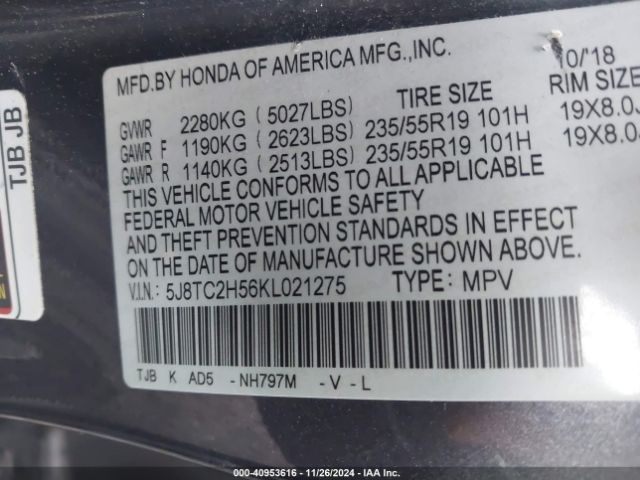 MFD.BY HONDA OF AMERICA MFG.,INC. 10/'18
TIRE SIZE RIM SIZE
GVWR 2280KG (5027LBS)
GAWR F 1190KG (2623LBS) 235/55R19 101H 19X8.0
GAWR R 1140KG (2513LBS) 235/55R19 101H 19X8.0
THIS VEHICLE CONFORMS TO ALL APPLICABLE
FEDERAL MOTOR VEHICLE SAFETY
AND THEFT PREVENTION STANDARDS IN EFFECT
ON THE DATE OF MANUFACTURE SHOWN ABOVE.
V.I.N.: 5J8TC2H56KL021275 TYPE: MPV
TJB K AD5 -NH797M -V-L
TJB JB
000-40953616 - 11/26/2024 - IAA Inc.